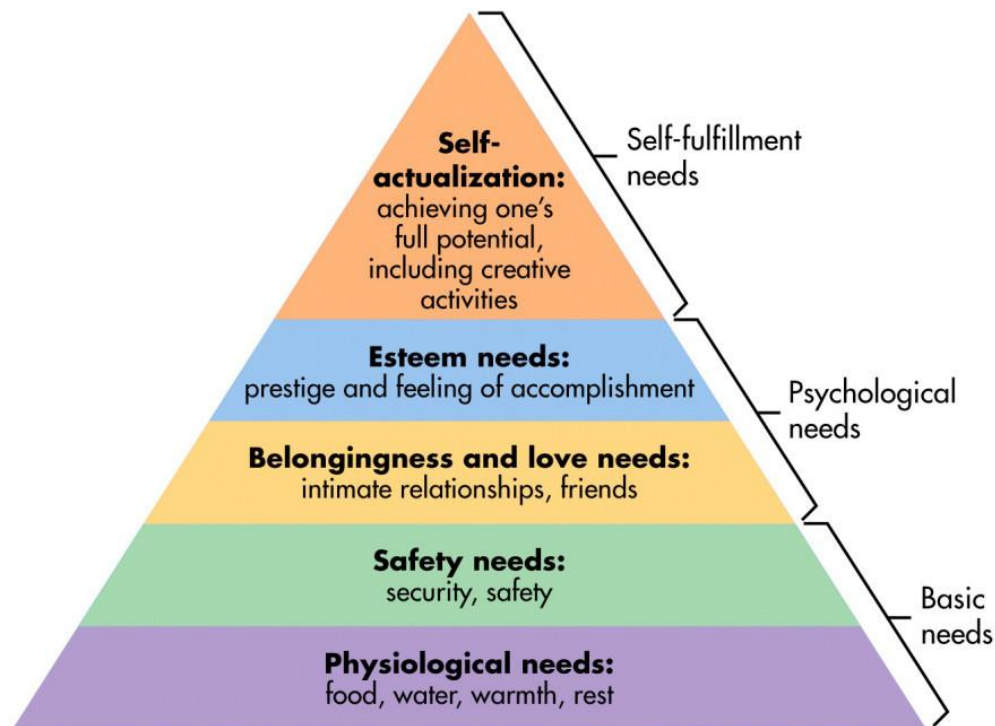 Self-
actualization:
achieving one's
full potential,
including creative
activities
Self-fulfillment
needs
Esteem needs:
prestige and feeling of accomplishment
Psychological
needs
Belongingness and love needs:
intimate relationships, friends
Safety needs:
security, safety
Basic
needs
Physiological needs:
food, water, warmth, rest